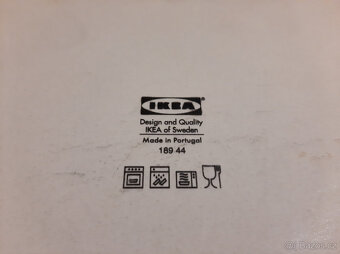 IKEA
Design and Quality
IKEA of Sweden
Made in Portugal
189 44